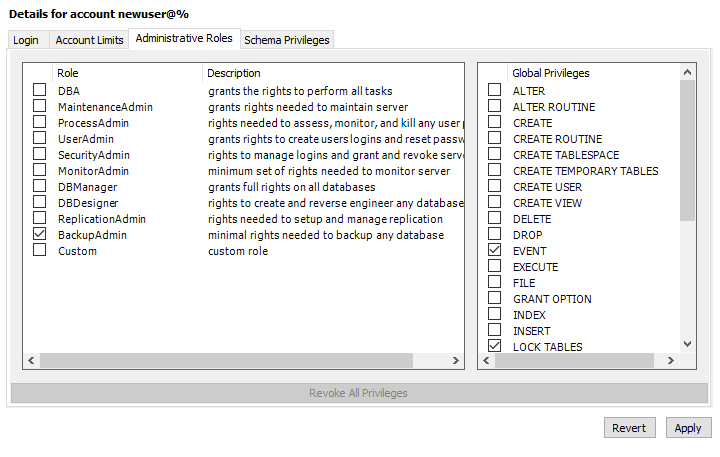 Details for account newuser@%
Login Account Limits Administrative Roles Schema Privileges
Role Description
DBA grants the rights to perform all tasks
MaintenanceAdmin grants rights needed to maintain server
ProcessAdmin rights needed to assess, monitor, and kill any user p
UserAdmin grants rights to create users logins and reset passw
SecurityAdmin rights to manage logins and grant and revoke serve
MonitorAdmin minimum set of rights needed to monitor server
DBManager grants full rights on all databases
DBDesigner rights to create and reverse engineer any database
ReplicationAdmin rights needed to setup and manage replication
BackupAdmin minimal rights needed to backup any database
Custom custom role
Global Privileges
ALTER
ALTER ROUTINE
CREATE
CREATE ROUTINE
CREATE TABLESPACE
CREATE TEMPORARY TABLES
CREATE USER
CREATE VIEW
DELETE
DROP
EVENT
EXECUTE
FILE
GRANT OPTION
INDEX
INSERT
LOCK TABLES
Revoke All Privileges
Revert Apply